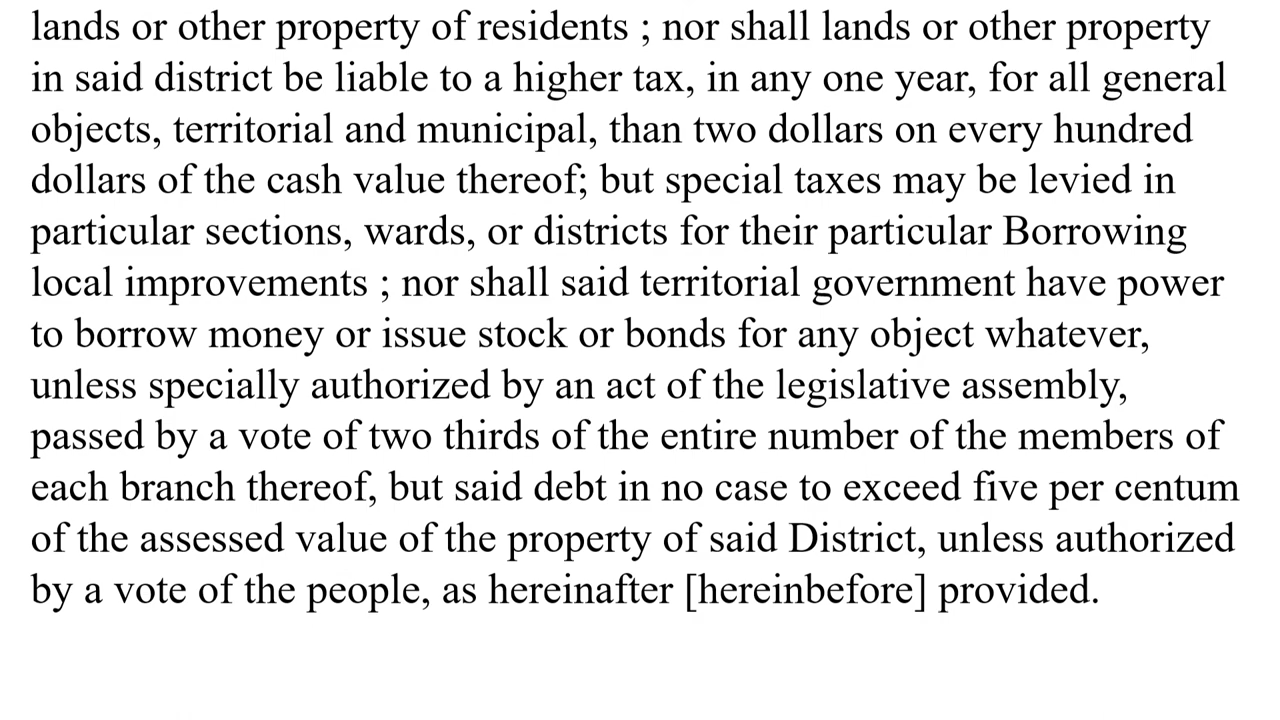 lands or other property of residents ; nor shall lands or other property
in said district be liable to a higher tax, in any one year, for all general
objects, territorial and municipal, than two dollars on every hundred
dollars of the cash value thereof; but special taxes may be levied in
particular sections, wards, or districts for their particular Borrowing
local improvements ; nor shall said territorial government have power
to borrow money or issue stock or bonds for any object whatever,
unless specially authorized by an act of the legislative assembly,
passed by a vote of two thirds of the entire number of the members of
each branch thereof, but said debt in no case to exceed five per centum
of the assessed value of the property of said District, unless authorized
by a vote of the people, as hereinafter [hereinbefore] provided.